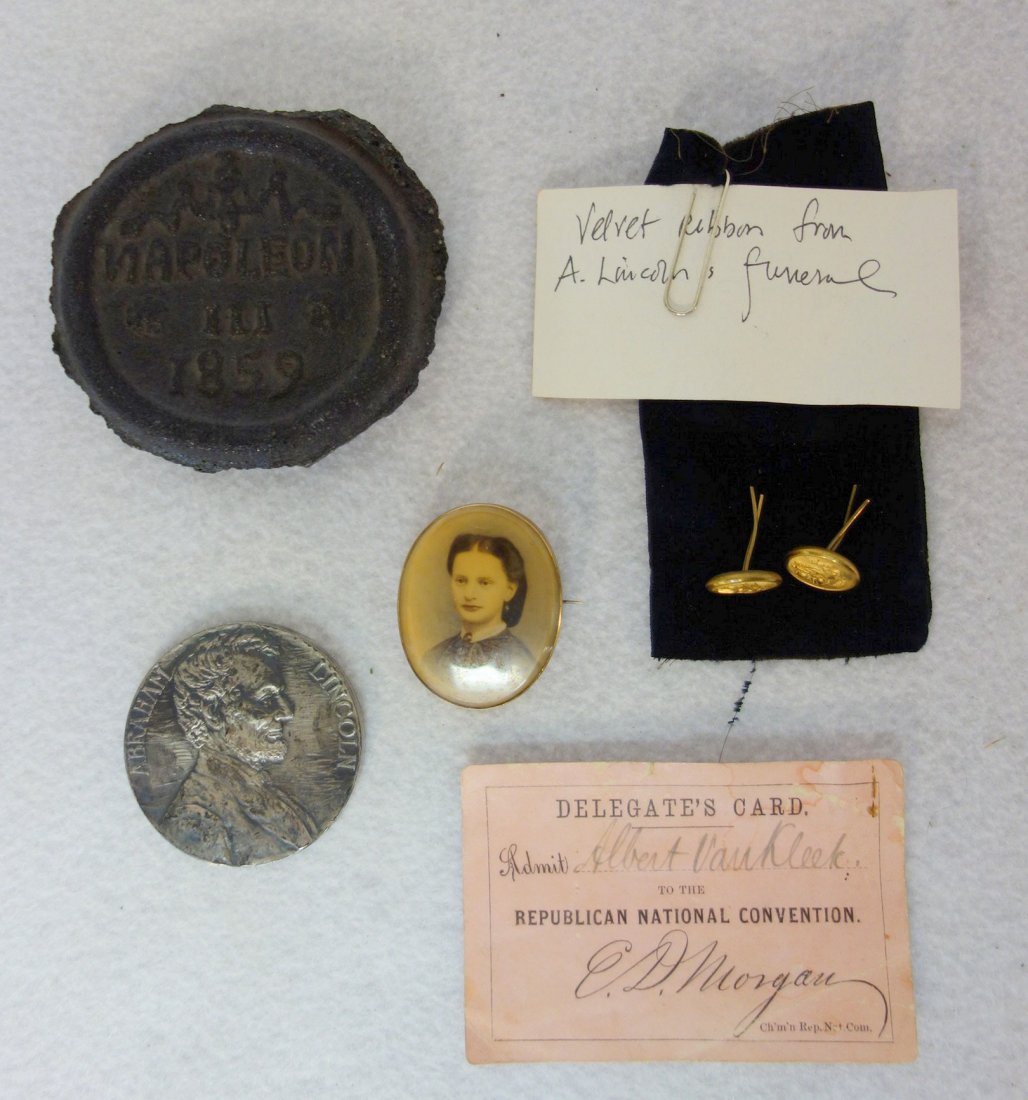 NAPOLEON
III
1859
Velvet Ribbon from
A. Lincoln's funeral
ABRAHAM LINCOLN
DELEGATE'S CARD.
Admit Albert VanKleek.
TO THE
REPUBLICAN NATIONAL CONVENTION.
E. D. Morgan
Ch'm'n Rep. Nat Com.